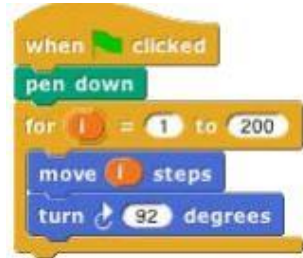 when clicked
pen down
for i = 1 to 200
move i steps
turn 92 degrees